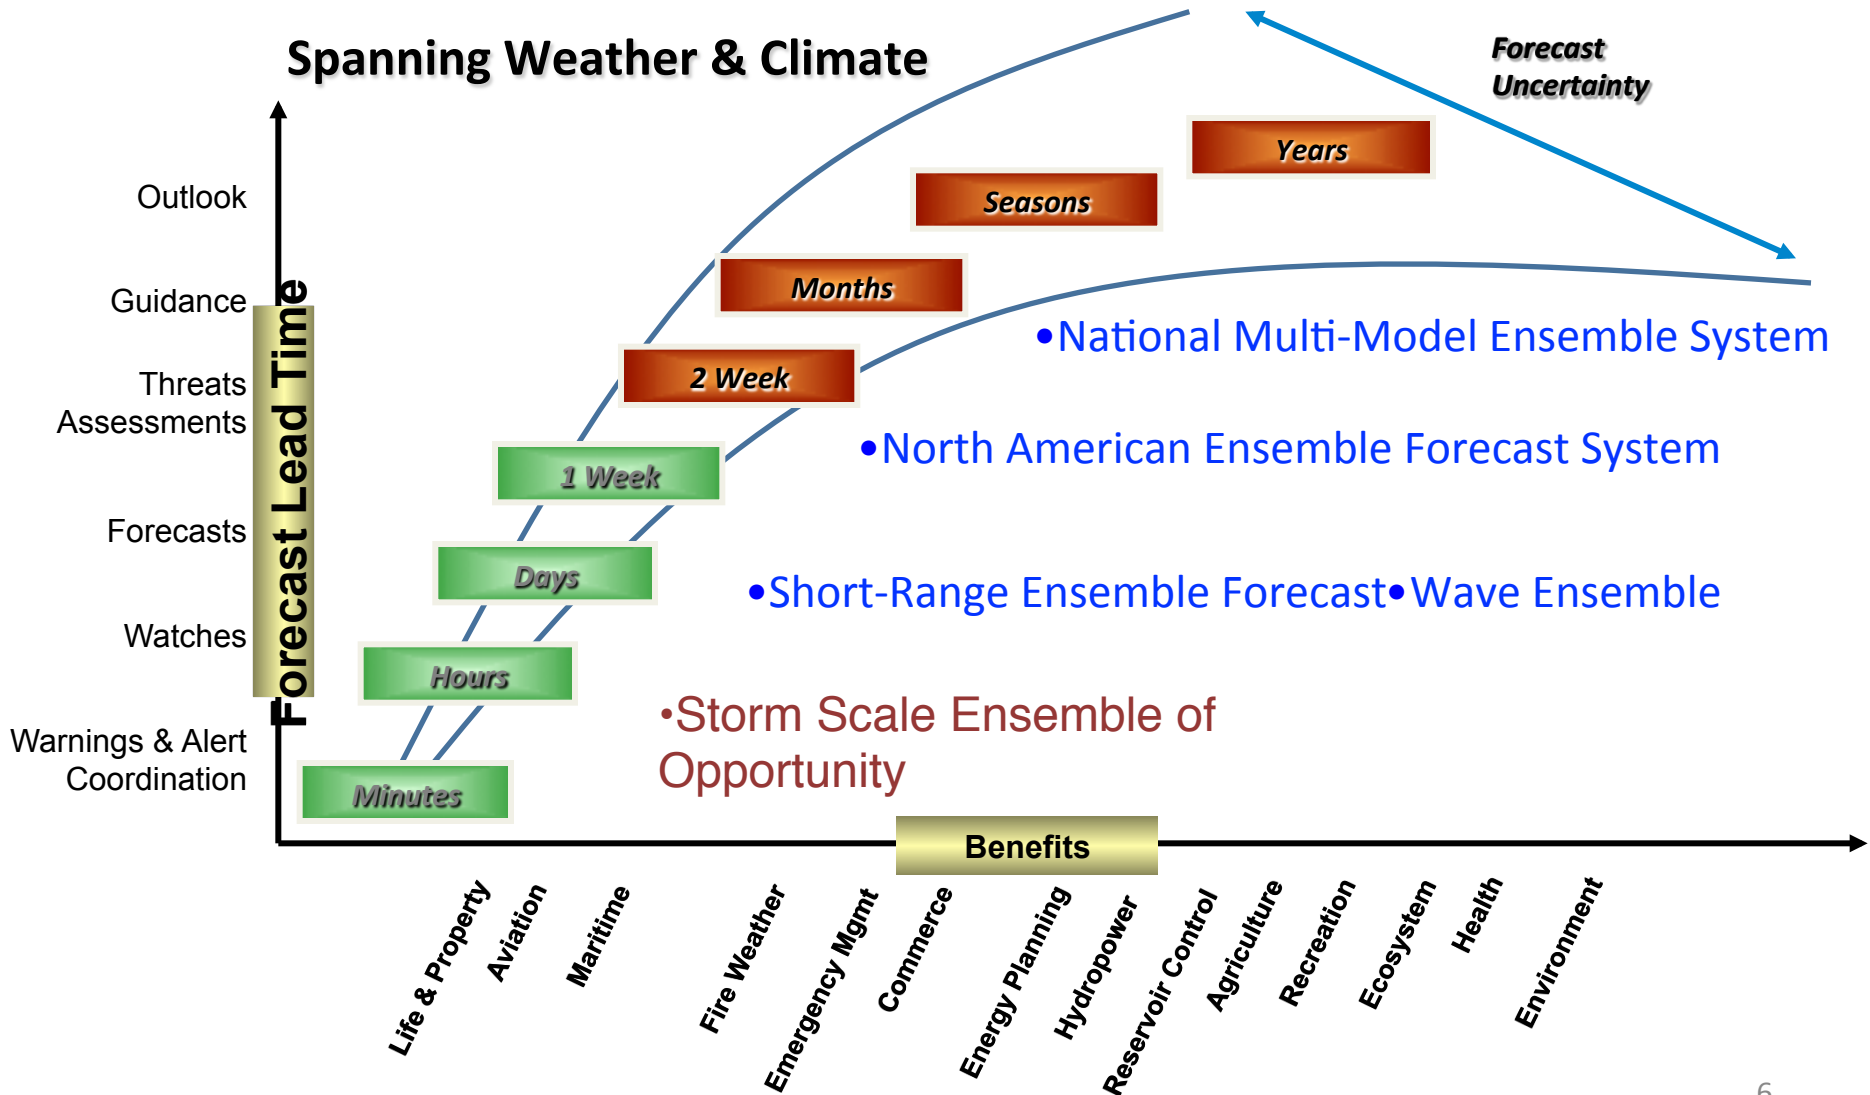 Spanning Weather & Climate
Forecast
Uncertainty
Years
Outlook
Seasons
Guidance
Months
•National Multi-Model Ensemble System
Threats
Assessments
2 Week
•North American Ensemble Forecast System
1 Week
Forecast Lead Time
Forecasts
Days
•Short-Range Ensemble Forecast•Wave Ensemble
Watches
Hours
•Storm Scale Ensemble of
Opportunity
Warnings & Alert
Coordination
Minutes
Benefits
Life & Property
Aviation
Maritime
Fire Weather
Emergency Mgmt
Commerce
Energy Planning
Hydropower
Reservoir Control
Agriculture
Recreation
Ecosystem
Health
Environment
6